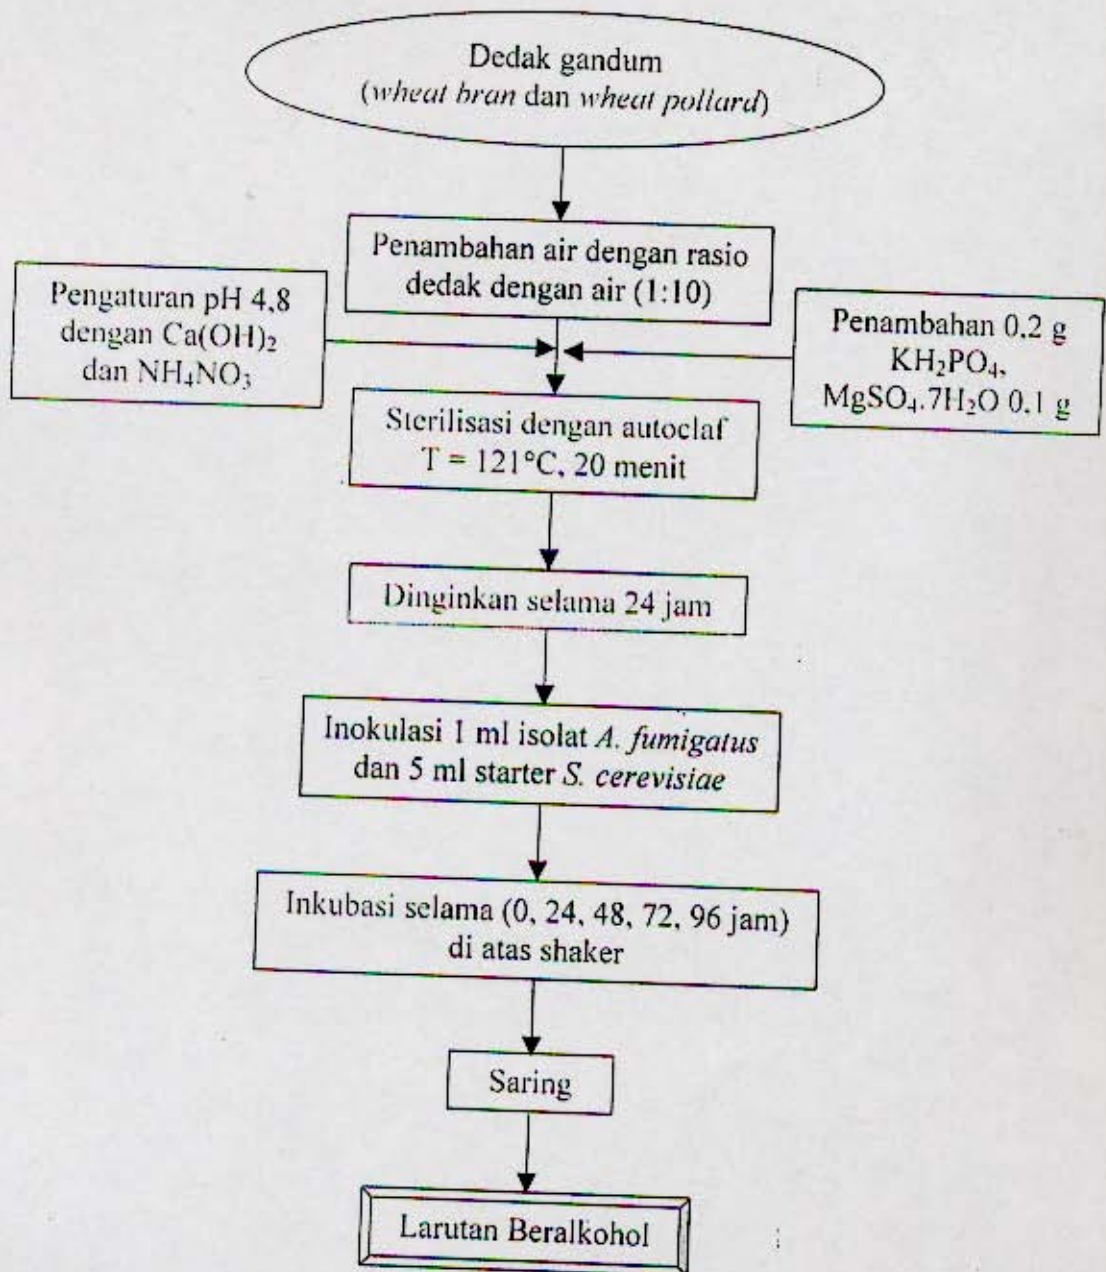 Dedak gandum
(wheat bran dan wheat pollard)
Penambahan air dengan rasio
dedak dengan air (1:10)
Pengaturan pH 4,8
dengan Ca(OH)₂
dan NH₄NO₃
Penambahan 0,2 g
KH₂PO₄,
MgSO₄.7H₂O 0,1 g
Sterilisasi dengan autoclaf
T = 121°C, 20 menit
Dinginkan selama 24 jam
Inokulasi 1 ml isolat A. fumigatus
dan 5 ml starter S. cerevisiae
Inkubasi selama (0, 24, 48, 72, 96 jam)
di atas shaker
Saring
Larutan Beralkohol